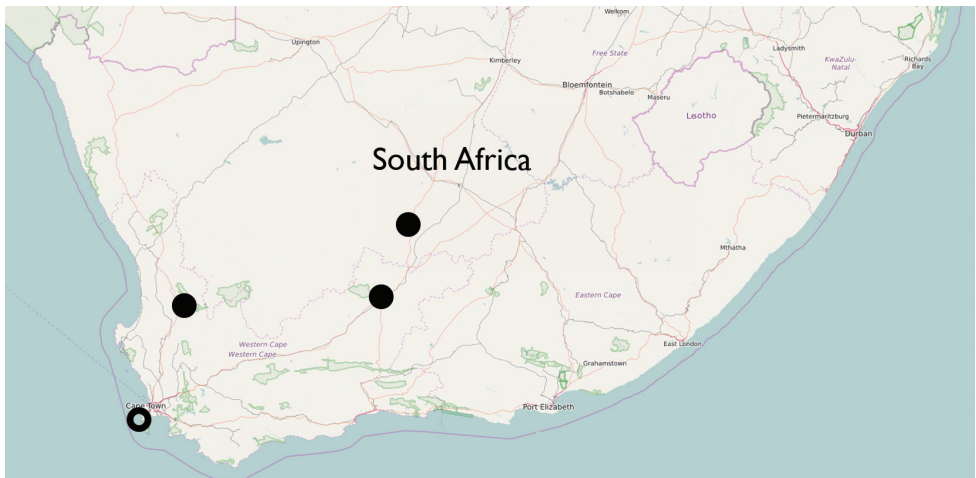 Welkom
Upington
Ladysmith
Free State
Kimberley
KwaZulu-
Natal
Richards
Bay
Bloemfontein
Botshabelo
Maseru
Lesotho
Pietermaritzburg
Durban
South Africa
Mthatha
Eastern Cape
Western Cape
Western Cape
East London
Grahamstown
Cape Town
Port Elizabeth